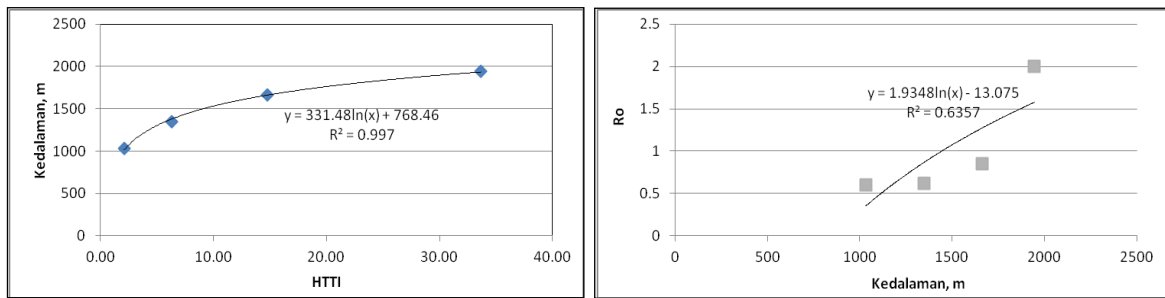 2500
2000
1500
1000
500
0
0.00 10.00 20.00 30.00 40.00
Kedalaman, m
HTTI
y = 331.48ln(x) + 768.46
R² = 0.997
2.5
2
1.5
1
0.5
0
0 500 1000 1500 2000 2500
Ro
Kedalaman, m
y = 1.9348ln(x) - 13.075
R² = 0.6357